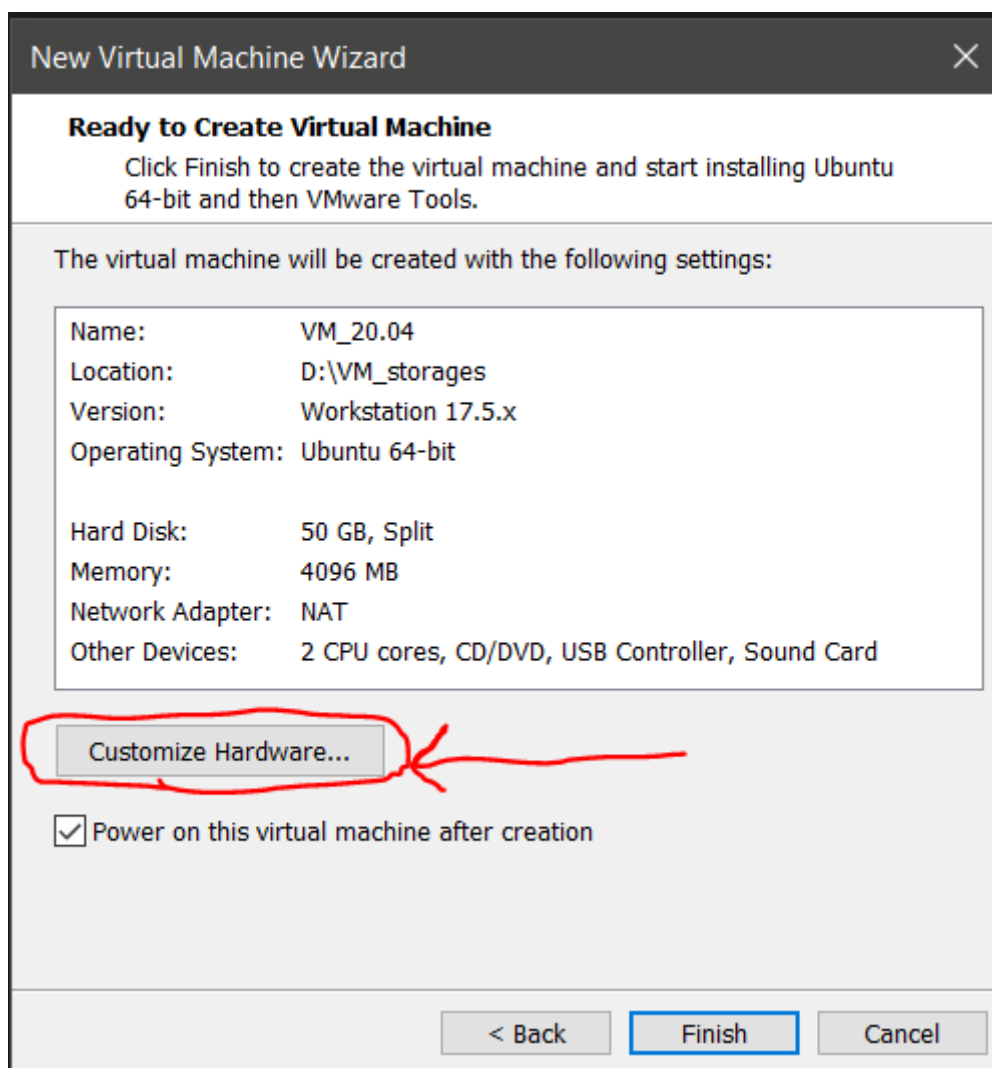 New Virtual Machine Wizard
Ready to Create Virtual Machine
Click Finish to create the virtual machine and start installing Ubuntu
64-bit and then VMware Tools.
The virtual machine will be created with the following settings:
Name: VM_20.04
Location: D:\VM_storages
Version: Workstation 17.5.x
Operating System: Ubuntu 64-bit
Hard Disk: 50 GB, Split
Memory: 4096 MB
Network Adapter: NAT
Other Devices: 2 CPU cores, CD/DVD, USB Controller, Sound Card
Customize Hardware...
Power on this virtual machine after creation
< Back Finish Cancel